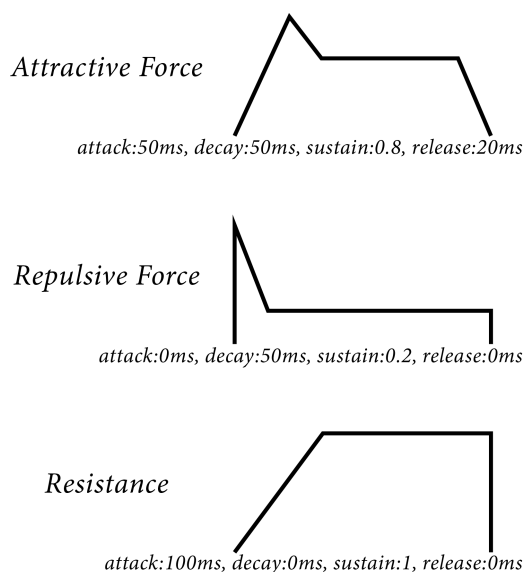 Attractive Force
attack:50ms, decay:50ms, sustain:0.8, release:20ms
Repulsive Force
attack:0ms, decay:50ms, sustain:0.2, release:0ms
Resistance
attack:100ms, decay:0ms, sustain:1, release:0ms